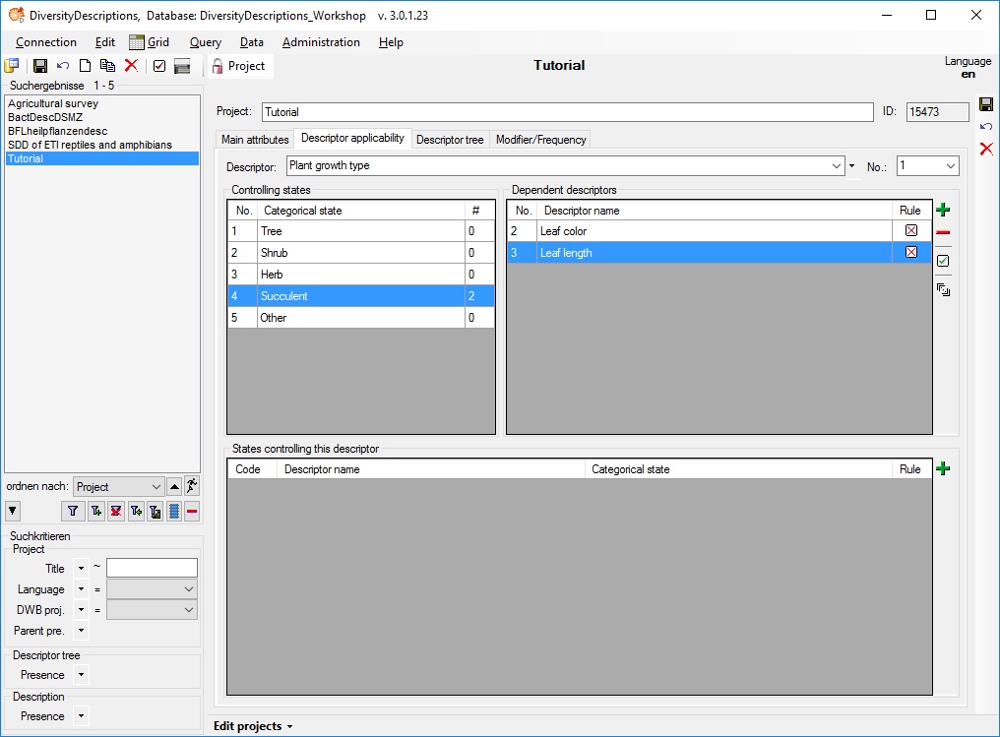 DiversityDescriptions, Database: DiversityDescriptions_Workshop v. 3.0.1.23
Connection Edit Grid Query Data Administration Help
Project
Tutorial
Language
en
Suchergebnisse 1 - 5
Agricultural survey
BactDescDSMZ
BFLheilpflanzendesc
SDD of ETI reptiles and amphibians
Tutorial
ordnen nach: Project
Suchkritieren
Project
Title ~
Language =
DWB proj. =
Parent pre.
Descriptor tree
Presence
Description
Presence
Project: Tutorial ID: 15473
Main attributes Descriptor applicability Descriptor tree Modifier/Frequency
Descriptor: Plant growth type No.: 1
Controlling states
No. Categorical state #
1 Tree 0
2 Shrub 0
3 Herb 0
4 Succulent 2
5 Other 0
Dependent descriptors
No. Descriptor name Rule
2 Leaf color
3 Leaf length
States controlling this descriptor
Code Descriptor name Categorical state Rule
Edit projects